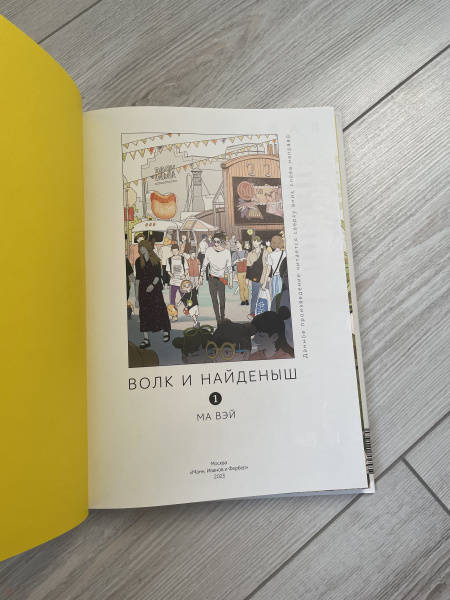 Данное произведение читается сверху вниз, слева направо
ВОЛК И НАЙДЕНЫШ
1
МА ВЭЙ
Москва
«Манн, Иванов и Фербер»
2023